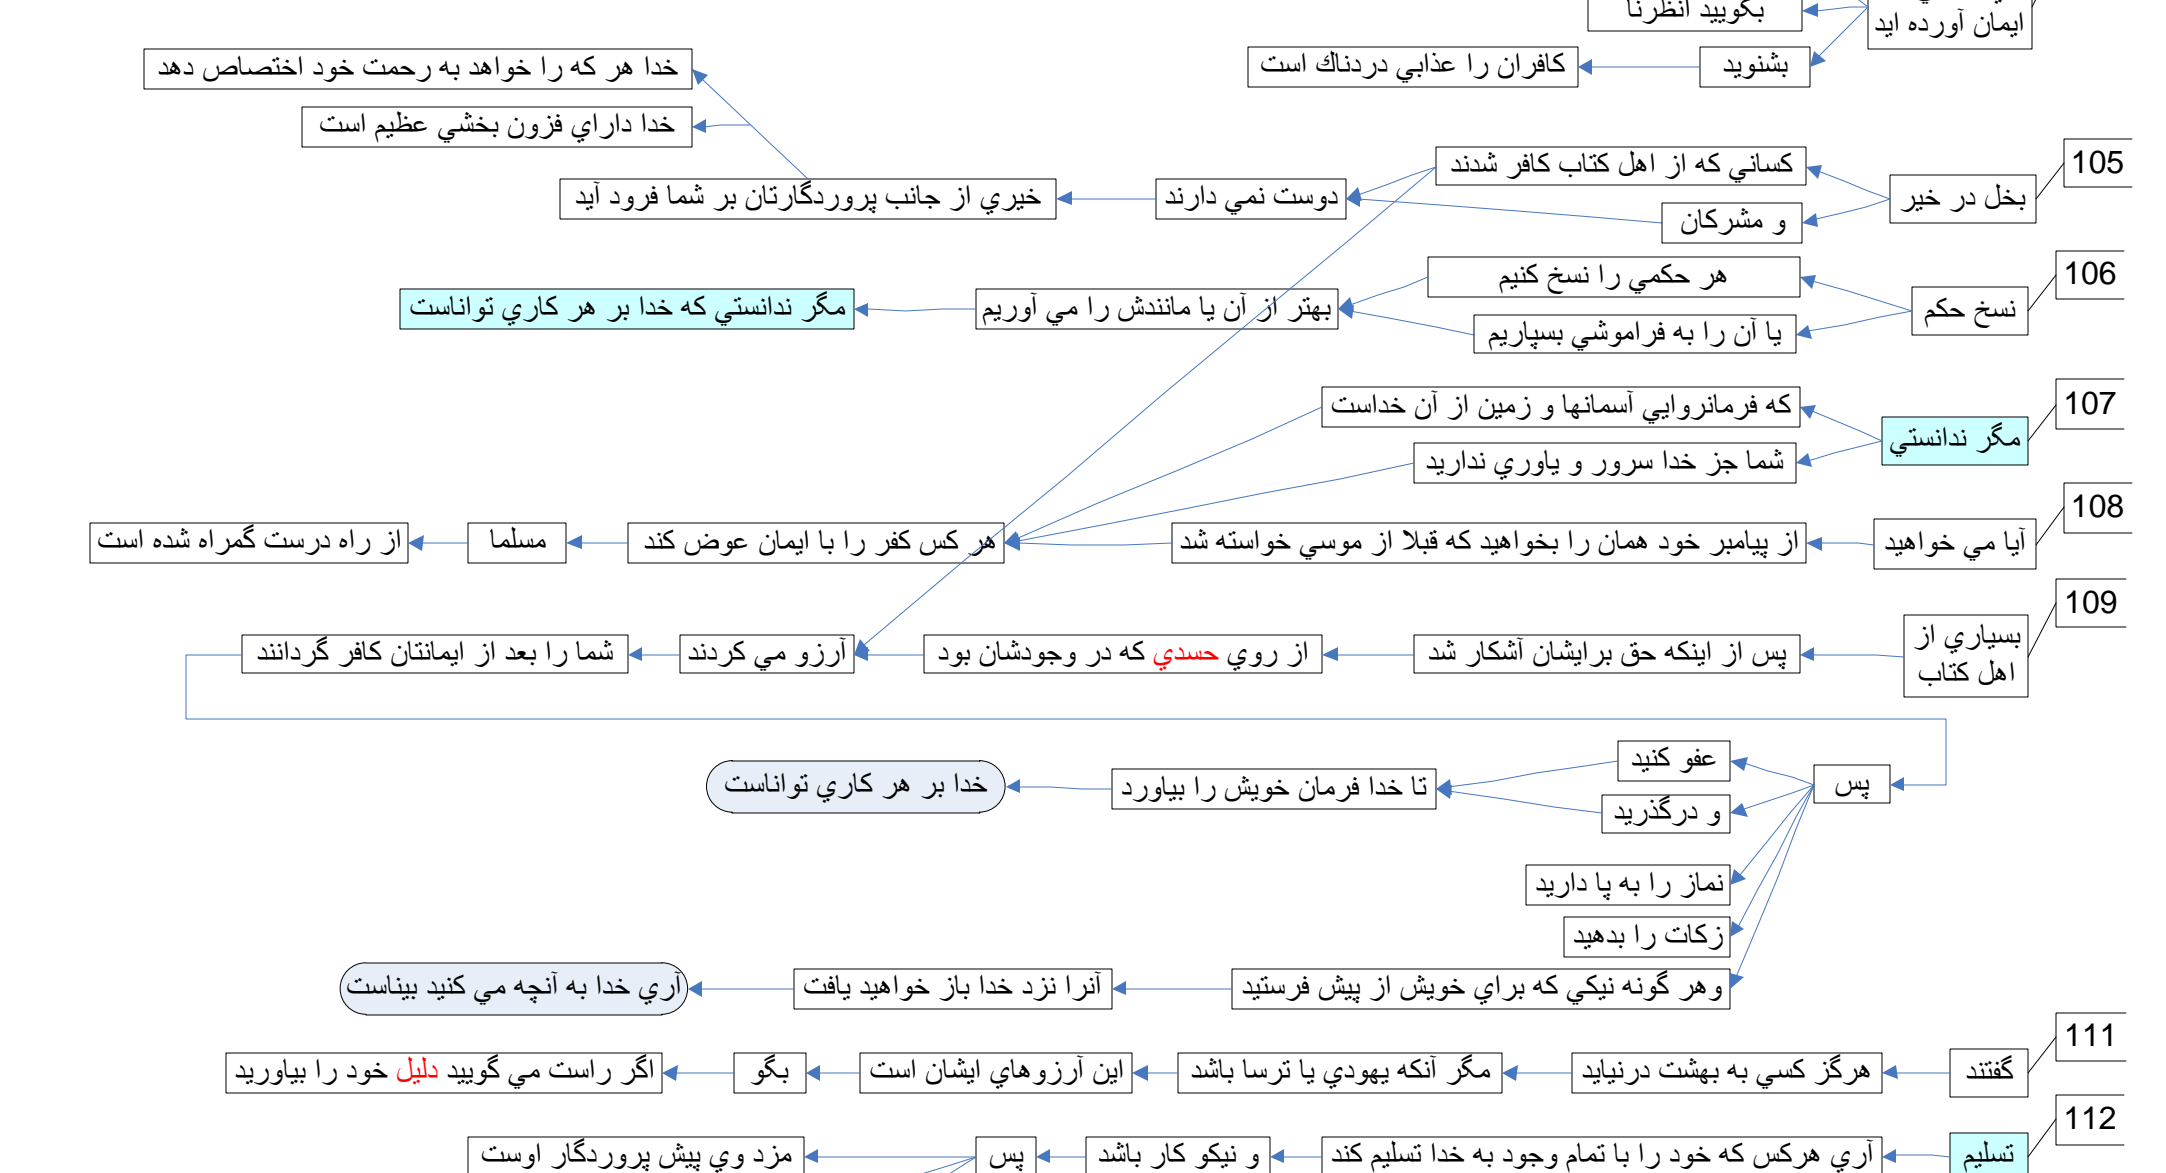 بگوييد انظرنا
ايمان آورده ايد
بشنويد
كافران را عذابي دردناك است
105
بخل در خير
كساني كه از اهل كتاب كافر شدند
و مشركان
دوست نمي دارند
خيري از جانب پروردگارتان بر شما فرود آيد
خدا هر كه را خواهد به رحمت خود اختصاص دهد
خدا داراي فزون بخشي عظيم است
106
نسخ حكم
هر حكمي را نسخ كنيم
يا آن را به فراموشي بسپاريم
بهتر از آن يا مانندش را مي آوريم
مگر ندانستي كه خدا بر هر كاري تواناست
107
مگر ندانستي
كه فرمانروايي آسمانها و زمين از آن خداست
شما جز خدا سرور و ياوري نداريد
108
آيا مي خواهيد
از پيامبر خود همان را بخواهيد كه قبلا از موسي خواسته شد
هر كس كفر را با ايمان عوض كند
مسلما
از راه درست گمراه شده است
109
بسياري از
اهل كتاب
پس از اينكه حق برايشان آشكار شد
از روي حسدي كه در وجودشان بود
آرزو مي كردند
شما را بعد از ايمانتان كافر گردانند
پس
عفو كنيد
و درگذريد
تا خدا فرمان خويش را بياورد
خدا بر هر كاري تواناست
نماز را به پا داريد
زكات را بدهيد
وهر گونه نيكي كه براي خويش از پيش فرستيد
آنرا نزد خدا باز خواهيد يافت
آري خدا به آنچه مي كنيد بيناست
111
گفتند
هرگز كسي به بهشت درنيايد
مگر آنكه يهودي يا ترسا باشد
اين آرزوهاي ايشان است
بگو
اگر راست مي گوييد دليل خود را بياوريد
112
تسليم
آري هركس كه خود را با تمام وجود به خدا تسليم كند
و نيكو كار باشد
پس
مزد وي پيش پروردگار اوست